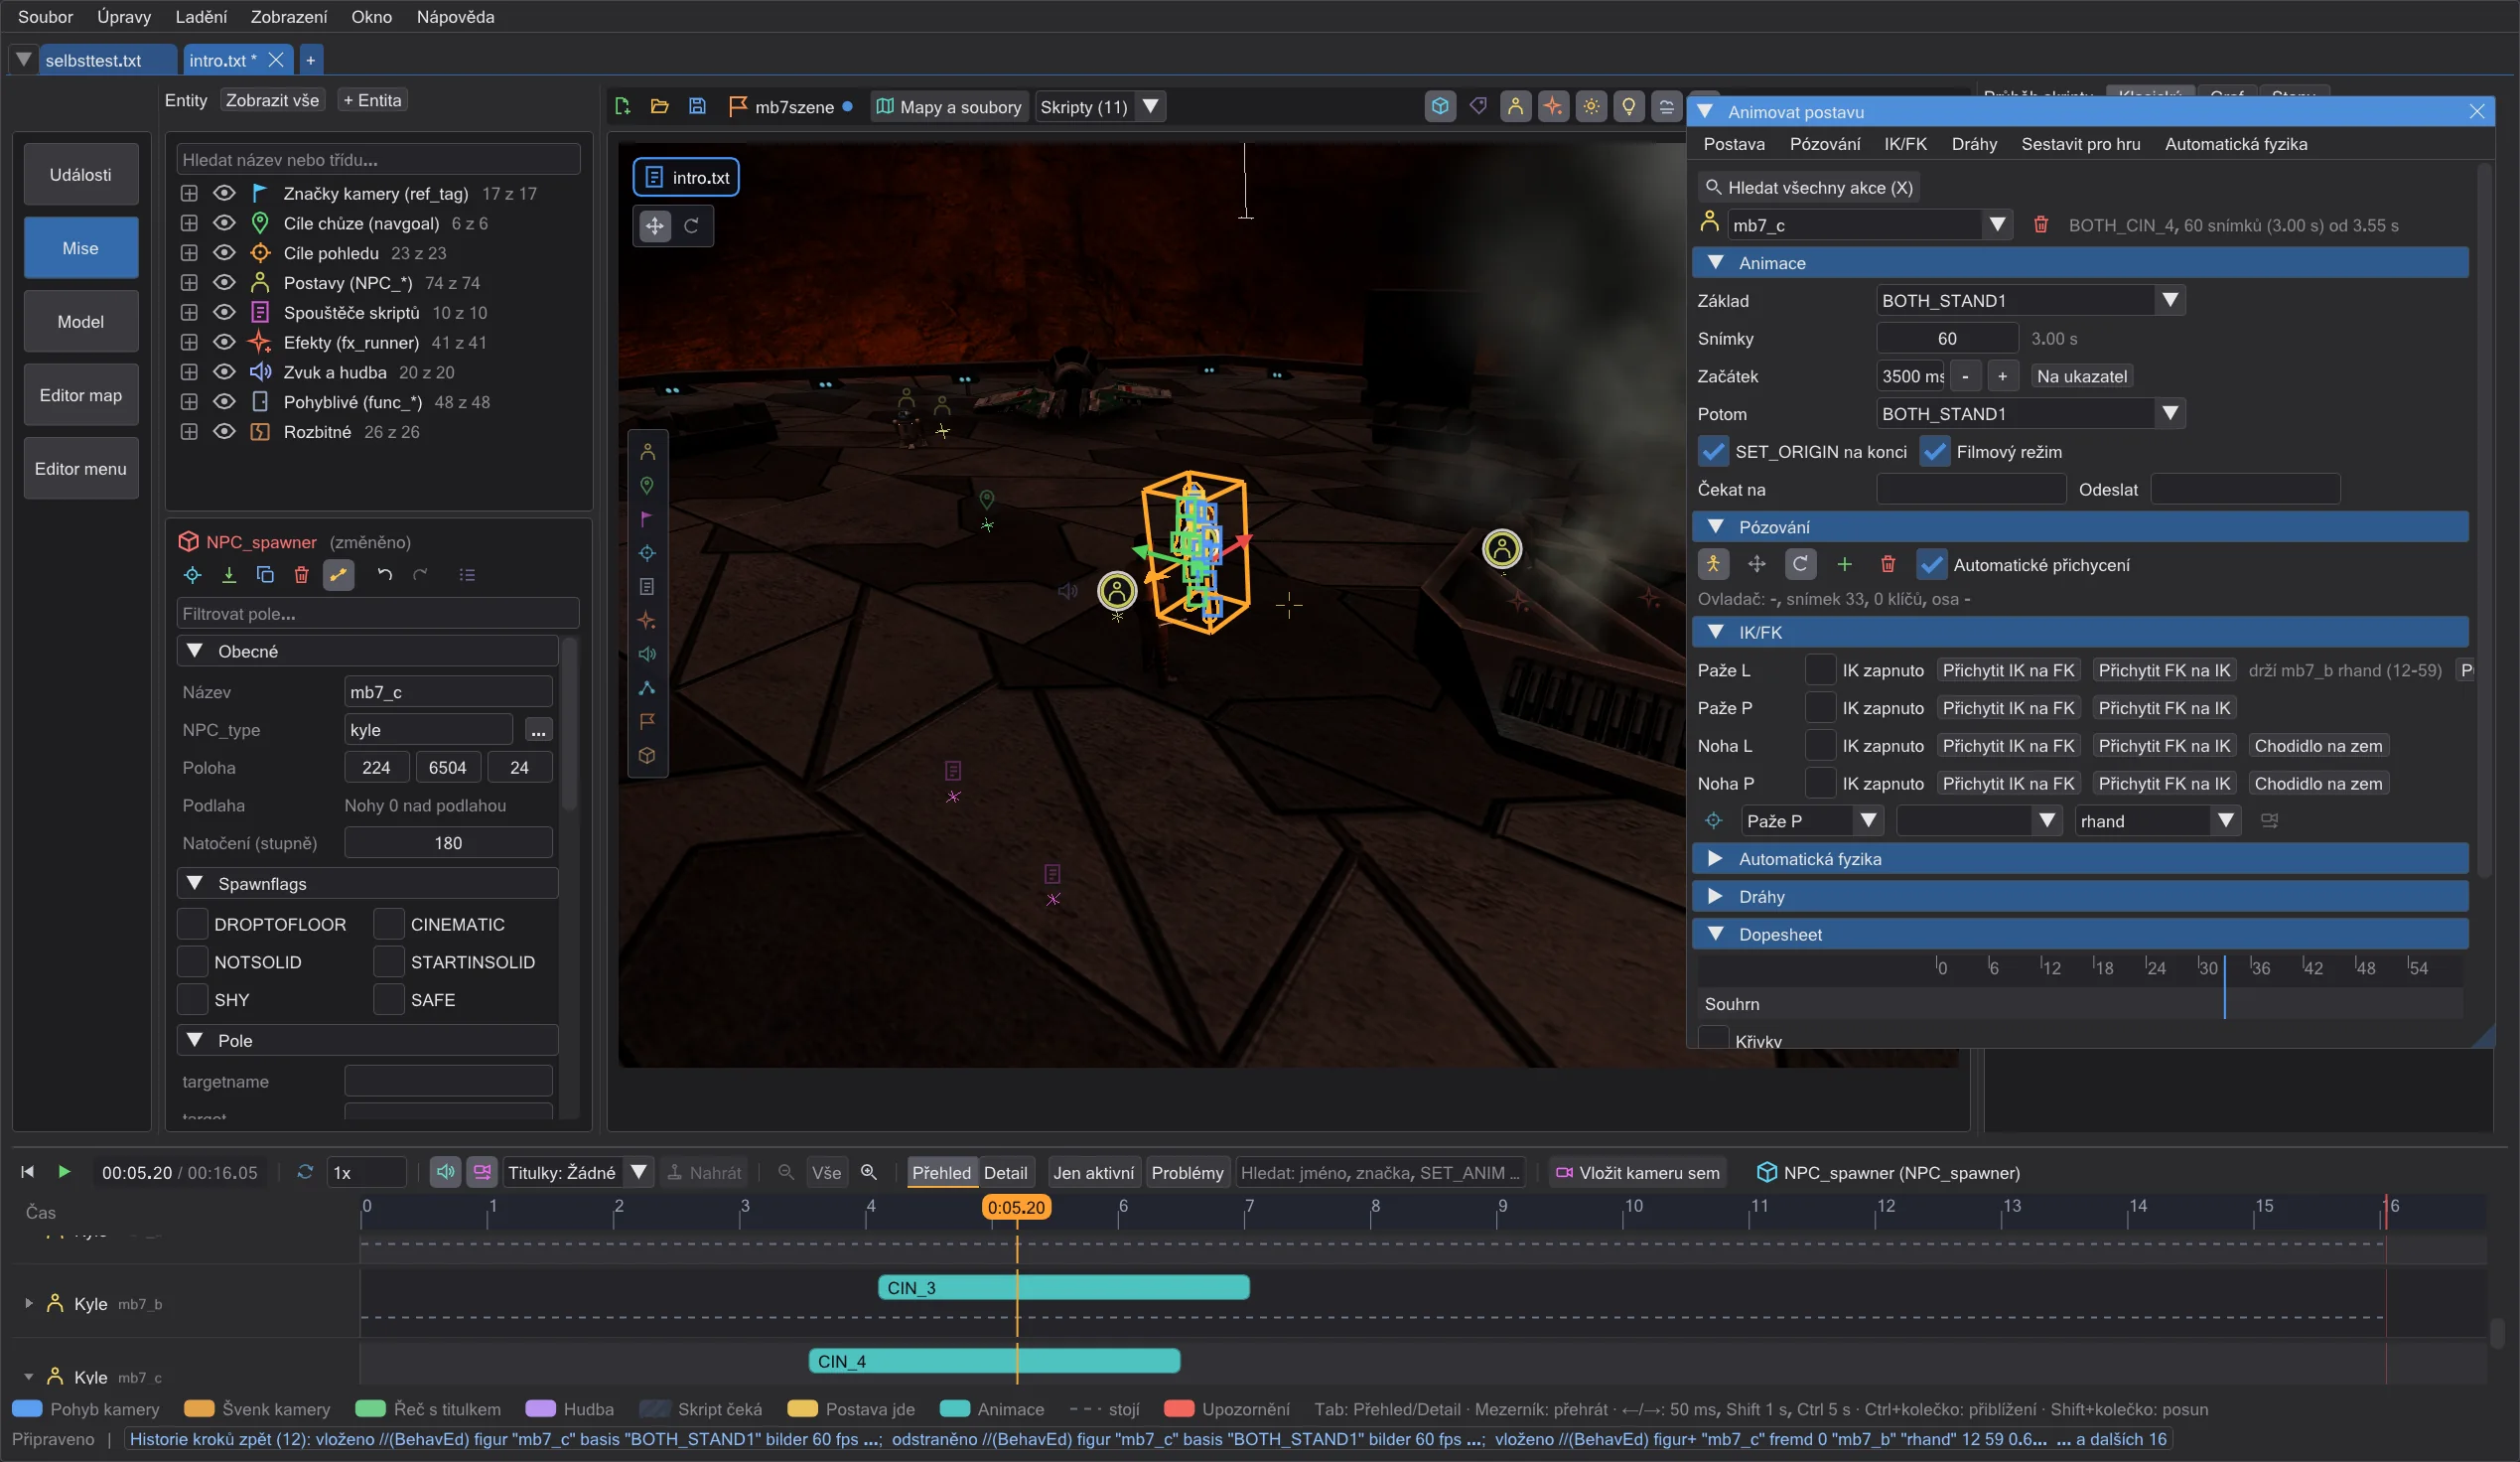 Soubor Úpravy Ladění Zobrazení Okno Nápověda
selbsttest.txt intro.txt * +
Entity Zobrazit vše + Entita
mb7szene Mapy a soubory Skripty (11)
Animovat postavu
Postava Pózování IK/FK Dráhy Sestavit pro hru Automatická fyzika
Události
Mise
Model
Editor map
Editor menu
Hledat název nebo třídu...
Značky kamery (ref_tag) 17 z 17
Cíle chůze (navgoal) 6 z 6
Cíle pohledu 23 z 23
Postavy (NPC_*) 74 z 74
Spouštěče skriptů 10 z 10
Efekty (fx_runner) 41 z 41
Zvuk a hudba 20 z 20
Pohyblivé (func_*) 48 z 48
Rozbitné 26 z 26
NPC_spawner (změněno)
Filtrovat pole...
Obecné
Název mb7_c
NPC_type kyle ...
Poloha 224 6504 24
Podlaha Nohy 0 nad podlahou
Natočení (stupně) 180
Spawnflags
DROPTOFLOOR CINEMATIC
NOTSOLID STARTINSOLID
SHY SAFE
Pole
targetname
target
intro.txt
Hledat všechny akce (X)
mb7_c BOTH_CIN_4, 60 snímků (3.00 s) od 3.55 s
Animace
Základ BOTH_STAND1
Snímky 60 3.00 s
Začátek 3500 ms - + Na ukazatel
Potom BOTH_STAND1
SET_ORIGIN na konci Filmový režim
Čekat na Odeslat
Pózování
Automatické přichycení
Ovladač: -, snímek 33, 0 klíčů, osa -
IK/FK
Paže L IK zapnuto Přichytit IK na FK Přichytit FK na IK drží mb7_b rhand (12-59)
Paže P IK zapnuto Přichytit IK na FK Přichytit FK na IK
Noha L IK zapnuto Přichytit IK na FK Přichytit FK na IK Chodidlo na zem
Noha P IK zapnuto Přichytit IK na FK Přichytit FK na IK Chodidlo na zem
Paže P rhand
Automatická fyzika
Dráhy
Dopesheet
0 6 12 18 24 30 36 42 48 54
Souhrn
Křivky
00:05.20 / 00:16.05 1x Titulky: Žádné Nahrát Vše Přehled Detail Jen aktivní Problémy Hledat: jméno, značka, SET_ANIM ... Vložit kameru sem NPC_spawner (NPC_spawner)
Čas 0 1 2 3 4 0:05.20 6 7 8 9 10 11 12 13 14 15 16
CIN_3
Kyle mb7_b
CIN_4
Kyle mb7_c
Pohyb kamery Švenk kamery Řeč s titulkem Hudba Skript čeká Postava jde Animace stojí Upozornění Tab: Přehled/Detail · Mezerník: přehrát · ←/→: 50 ms, Shift 1 s, Ctrl 5 s · Ctrl+kolečko: přiblížení · Shift+kolečko: posun
Připraveno | Historie kroků zpět (12): vloženo //(BehavEd) figur "mb7_c" basis "BOTH_STAND1" bilder 60 fps ...; odstraněno //(BehavEd) figur "mb7_c" basis "BOTH_STAND1" bilder 60 fps ...; vloženo //(BehavEd) figur+ "mb7_c" fremd 0 "mb7_b" "rhand" 12 59 0.6... ... a dalších 16